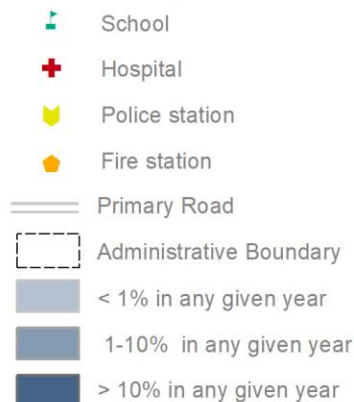 School
Hospital
Police station
Fire station
Primary Road
Administrative Boundary
< 1% in any given year
1-10% in any given year
> 10% in any given year